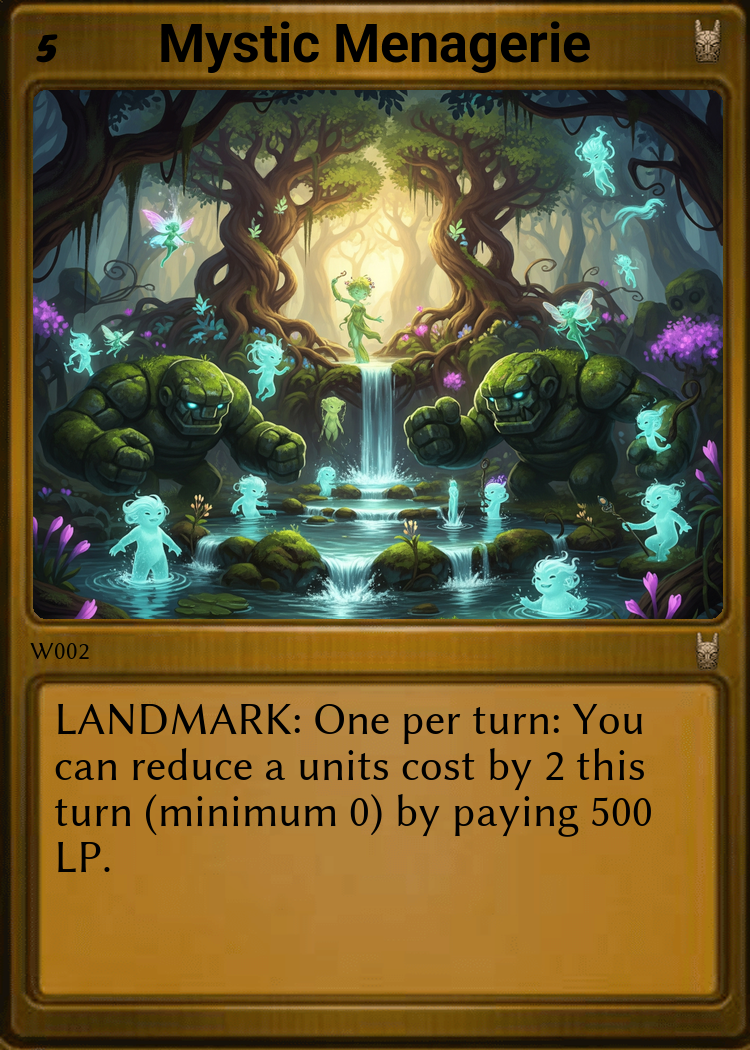 5 Mystic Menagerie
W002
LANDMARK: One per turn: You
can reduce a units cost by 2 this
turn (minimum 0) by paying 500
LP.